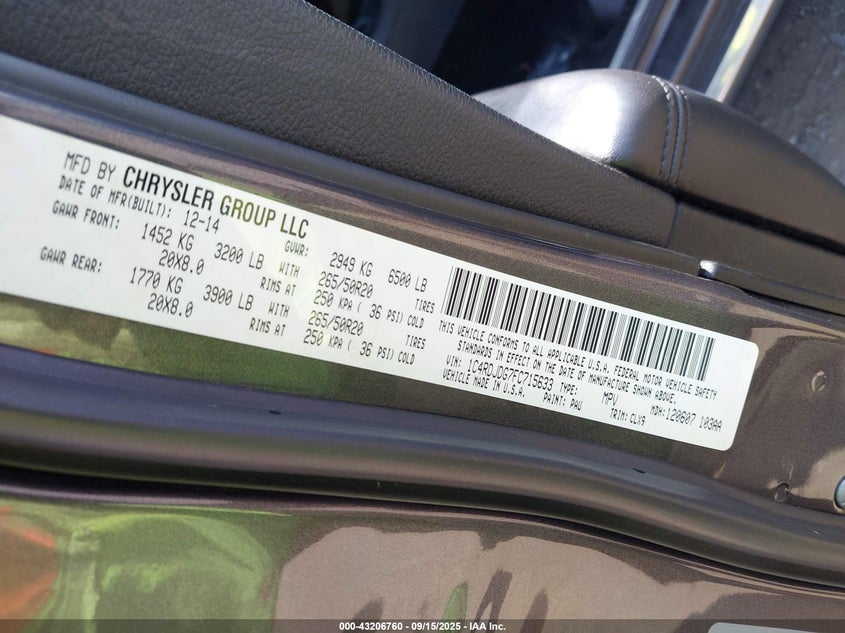 MFD BY CHRYSLER GROUP LLC
DATE OF MFR(BUILT): 12-14 GVWR: 2949 KG 6500 LB
GAWR FRONT: 1452 KG 3200 LB WITH 265/50R20 TIRES
20X8.0 RIMS AT 250 KPA ( 36 PSI) COLD
GAWR REAR: 1770 KG 3900 LB WITH 265/50R20 TIRES
20X8.0 RIMS AT 250 KPA ( 36 PSI) COLD
THIS VEHICLE CONFORMS TO ALL APPLICABLE U.S.A. FEDERAL MOTOR VEHICLE SAFETY
STANDARDS IN EFFECT ON THE DATE OF MANUFACTURE SHOWN ABOVE.
VIN: 1C4RDJDG7FC715633 TYPE: MPV MDH: 120607 103AA
MADE IN U.S.A. PAINT: PAU TRIM: CLX9
000-43206760 - 09/15/2025 - IAA Inc.